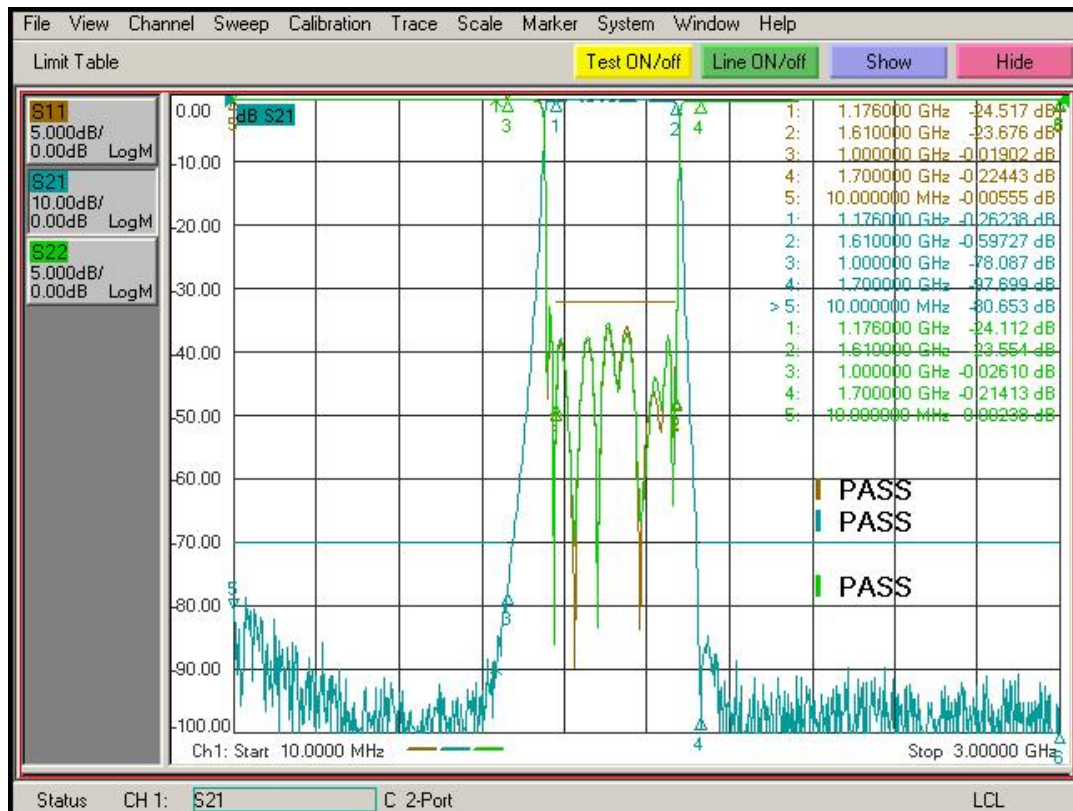 File View Channel Sweep Calibration Trace Scale Marker System Window Help
Limit Table Test ON/off Line ON/off Show Hide
S11
5.000dB/
0.00dB LogM
S21
10.00dB/
0.00dB LogM
S22
5.000dB/
0.00dB LogM
dB S21
0.00
-10.00
-20.00
-30.00
-40.00
-50.00
-60.00
-70.00
-80.00
-90.00
-100.00
1: 1.176000 GHz -24.517 dB
2: 1.610000 GHz -23.676 dB
3: 1.000000 GHz -0.01902 dB
4: 1.700000 GHz -0.22443 dB
5: 10.000000 MHz -0.00555 dB
1: 1.176000 GHz -0.26238 dB
2: 1.610000 GHz -0.59727 dB
3: 1.000000 GHz -78.087 dB
4: 1.700000 GHz -97.699 dB
> 5: 10.000000 MHz -80.653 dB
1: 1.176000 GHz -24.112 dB
2: 1.610000 GHz -23.554 dB
3: 1.000000 GHz -0.02610 dB
4: 1.700000 GHz -0.21413 dB
5: 10.000000 MHz 0.00238 dB
3
1
2
4
PASS
PASS
PASS
5
3
4
6
Ch1: Start 10.0000 MHz Stop 3.00000 GHz
Status CH 1: S21 C 2-Port LCL